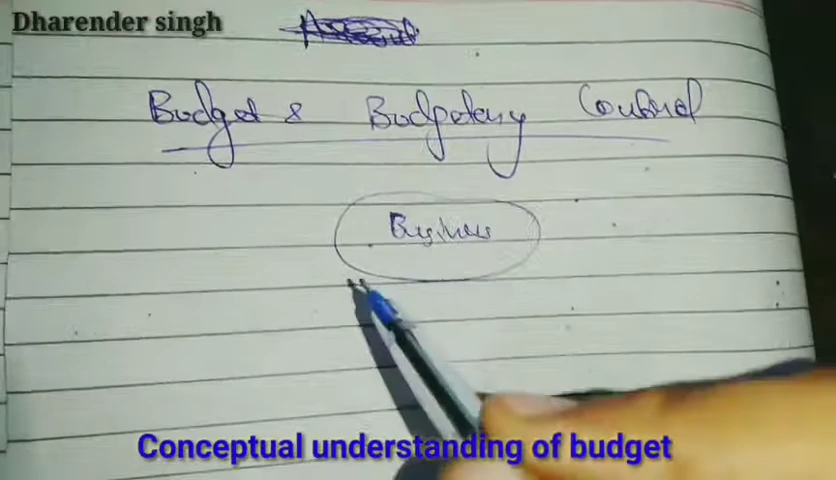 Dharender singh
Budget & Budgetary Control
Business
Conceptual understanding of budget